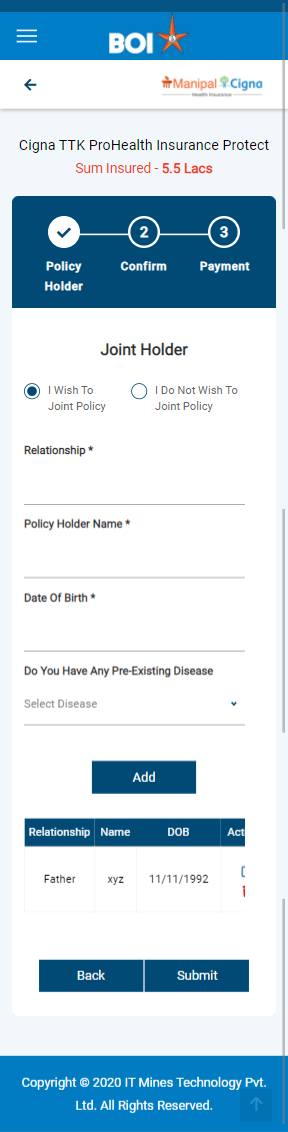 BOI
ManipalCigna
Health Insurance
Cigna TTK ProHealth Insurance Protect
Sum Insured - 5.5 Lacs
2
3
Policy
Holder
Confirm
Payment
Joint Holder
I Wish To
Joint Policy
I Do Not Wish To
Joint Policy
Relationship *
Policy Holder Name *
Date Of Birth *
Do You Have Any Pre-Existing Disease
Select Disease
Add
Relationship Name DOB Act
Father xyz 11/11/1992
Back Submit
Copyright © 2020 IT Mines Technology Pvt.
Ltd. All Rights Reserved.